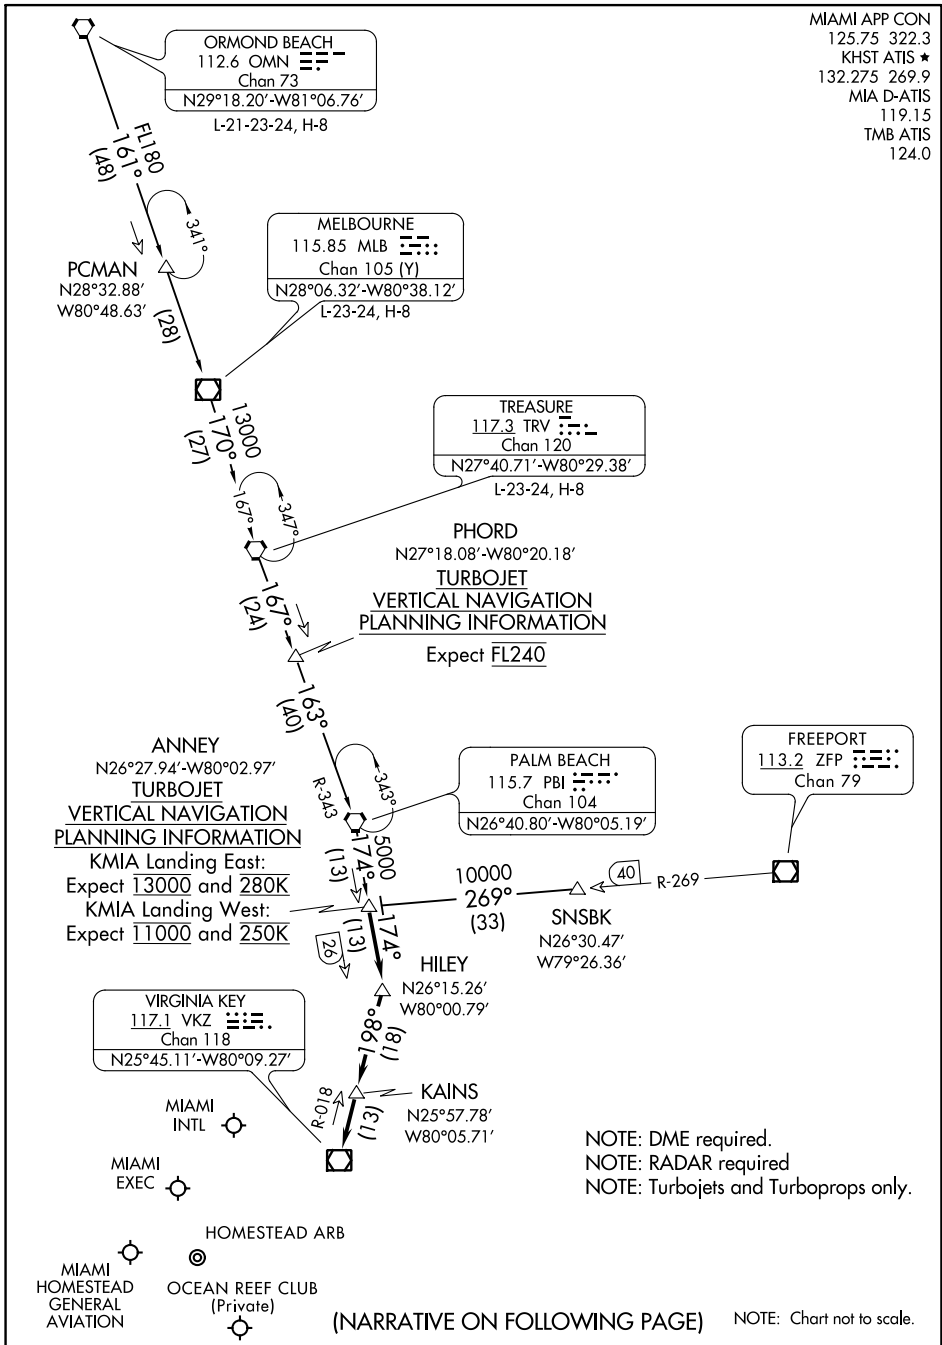 MIAMI APP CON
125.75 322.3
KHST ATIS ★
132.275 269.9
MIA D-ATIS
119.15
TMB ATIS
124.0
ORMOND BEACH
112.6 OMN
Chan 73
N29°18.20'-W81°06.76'
L-21-23-24, H-8
FL180
161°
(48)
341°
PCMAN
N28°32.88'
W80°48.63'
(28)
MELBOURNE
115.85 MLB
Chan 105 (Y)
N28°06.32'-W80°38.12'
L-23-24, H-8
13000
170°
(27)
167°
347°
TREASURE
117.3 TRV
Chan 120
N27°40.71'-W80°29.38'
L-23-24, H-8
167°
(24)
PHORD
N27°18.08'-W80°20.18'
TURBOJET
VERTICAL NAVIGATION
PLANNING INFORMATION
Expect FL240
163°
(40)
R-343
343°
ANNEY
N26°27.94'-W80°02.97'
TURBOJET
VERTICAL NAVIGATION
PLANNING INFORMATION
KMIA Landing East:
Expect 13000 and 280K
KMIA Landing West:
Expect 11000 and 250K
PALM BEACH
115.7 PBI
Chan 104
N26°40.80'-W80°05.19'
FREEPORT
113.2 ZFP
Chan 79
5000
174°
(13)
10000
269°
(33)
40
R-269
SNSBK
N26°30.47'
W79°26.36'
174°
(13)
26
HILEY
N26°15.26'
W80°00.79'
198°
(18)
VIRGINIA KEY
117.1 VKZ
Chan 118
N25°45.11'-W80°09.27'
KAINS
N25°57.78'
W80°05.71'
R-018
(13)
MIAMI
INTL
MIAMI
EXEC
HOMESTEAD ARB
MIAMI
HOMESTEAD
GENERAL
AVIATION
OCEAN REEF CLUB
(Private)
NOTE: DME required.
NOTE: RADAR required
NOTE: Turbojets and Turboprops only.
(NARRATIVE ON FOLLOWING PAGE)
NOTE: Chart not to scale.